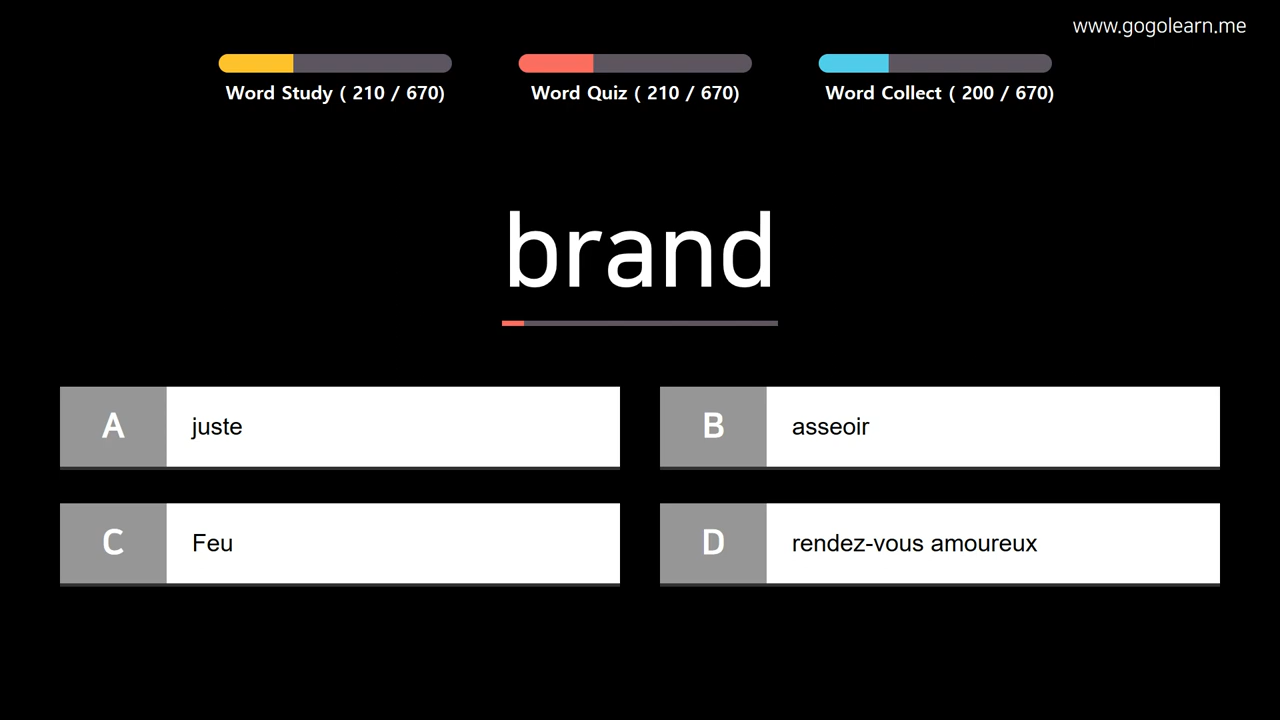 www.gogolearn.me
Word Study ( 210 / 670)
Word Quiz ( 210 / 670)
Word Collect ( 200 / 670)
brand
A juste
B asseoir
C Feu
D rendez-vous amoureux